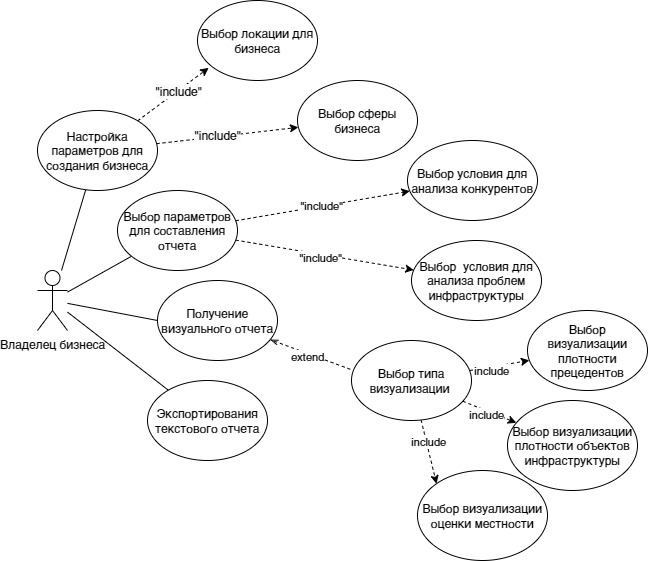 Выбор локации для
бизнеса
"include"
Выбор сферы
бизнеса
"include"
Настройка
параметров для
создания бизнеса
Выбор условия для
анализа конкурентов
"include"
Выбор параметров
для составления
отчета
"include"
Выбор  условия для
анализа проблем
инфраструктуры
Владелец бизнеса
Получение
визуального отчета
extend
Выбор типа
визуализации
include
Выбор
визуализации
плотности
прецедентов
include
Выбор визуализации
плотности объектов
инфраструктуры
Экспортирования
текстового отчета
include
Выбор визуализации
оценки местности